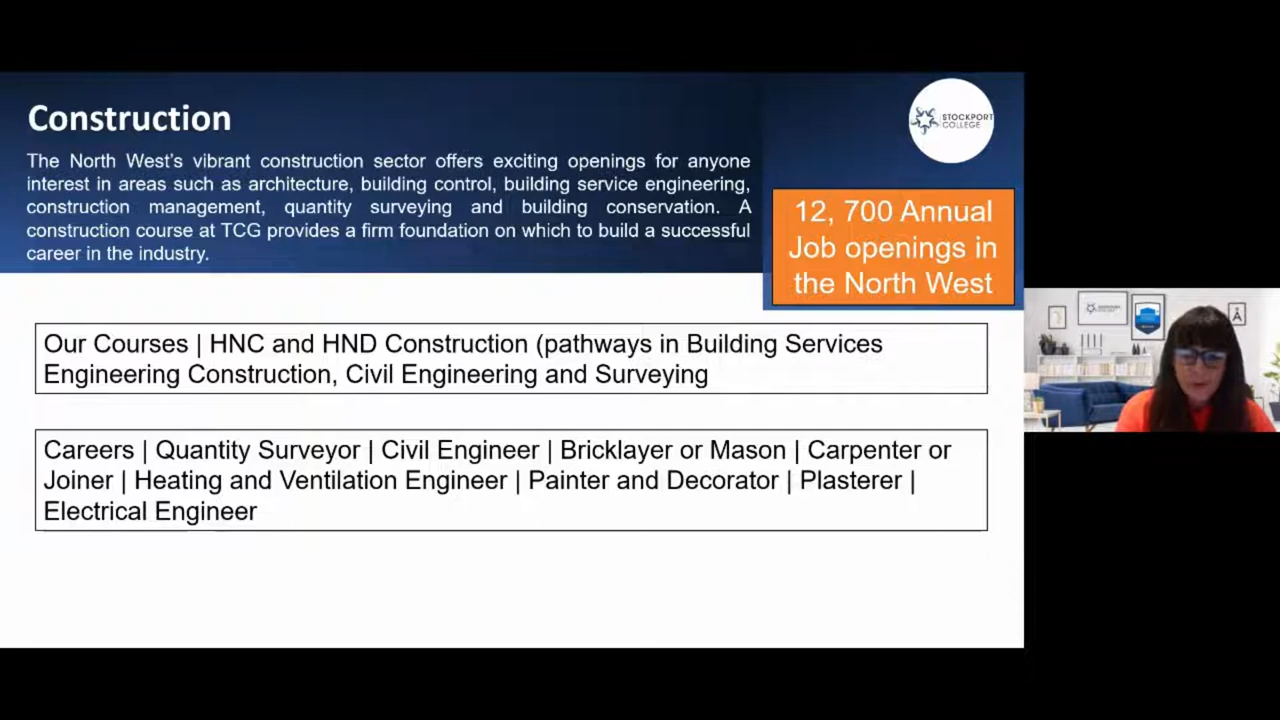 Construction
The North West's vibrant construction sector offers exciting openings for anyone
interest in areas such as architecture, building control, building service engineering,
construction management, quantity surveying and building conservation. A
construction course at TCG provides a firm foundation on which to build a successful
career in the industry.
STOCKPORT
COLLEGE
12, 700 Annual
Job openings in
the North West
Our Courses | HNC and HND Construction (pathways in Building Services
Engineering Construction, Civil Engineering and Surveying
Careers | Quantity Surveyor | Civil Engineer | Bricklayer or Mason | Carpenter or
Joiner | Heating and Ventilation Engineer | Painter and Decorator | Plasterer |
Electrical Engineer